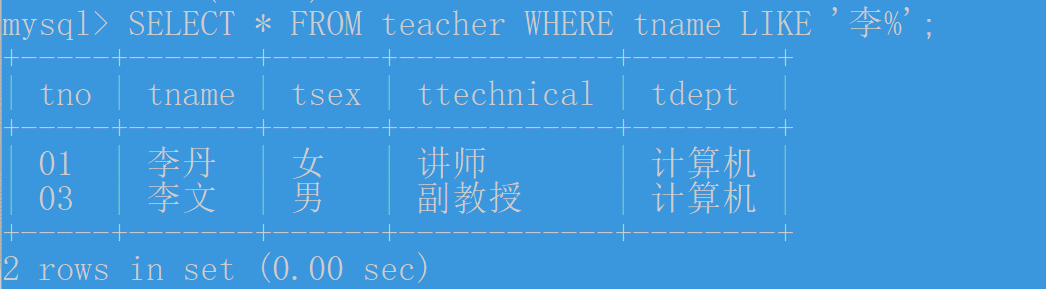 mysql> SELECT * FROM teacher WHERE tname LIKE '李%';
+-----+-------+------+------------+--------+
| tno | tname | tsex | ttechnical | tdept  |
+-----+-------+------+------------+--------+
| 01  | 李丹  | 女   | 讲师       | 计算机 |
| 03  | 李文  | 男   | 副教授     | 计算机 |
+-----+-------+------+------------+--------+
2 rows in set (0.00 sec)